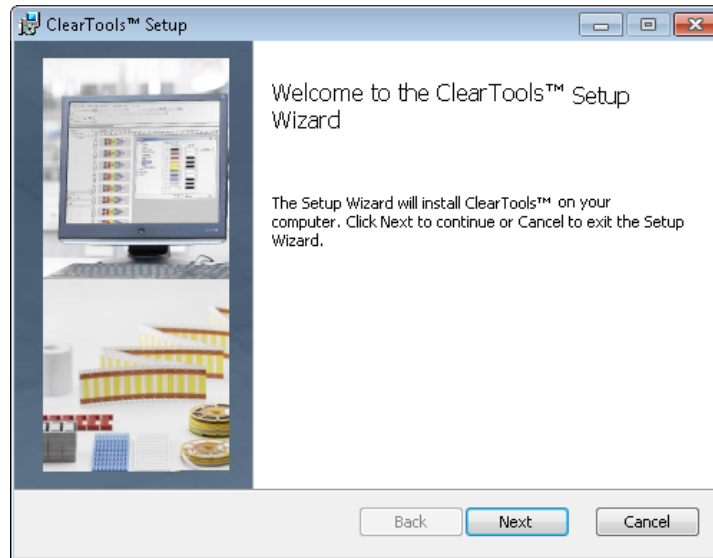 ClearTools™ Setup
Welcome to the ClearTools™ Setup
Wizard
The Setup Wizard will install ClearTools™ on your
computer. Click Next to continue or Cancel to exit the Setup
Wizard.
Back
Next
Cancel